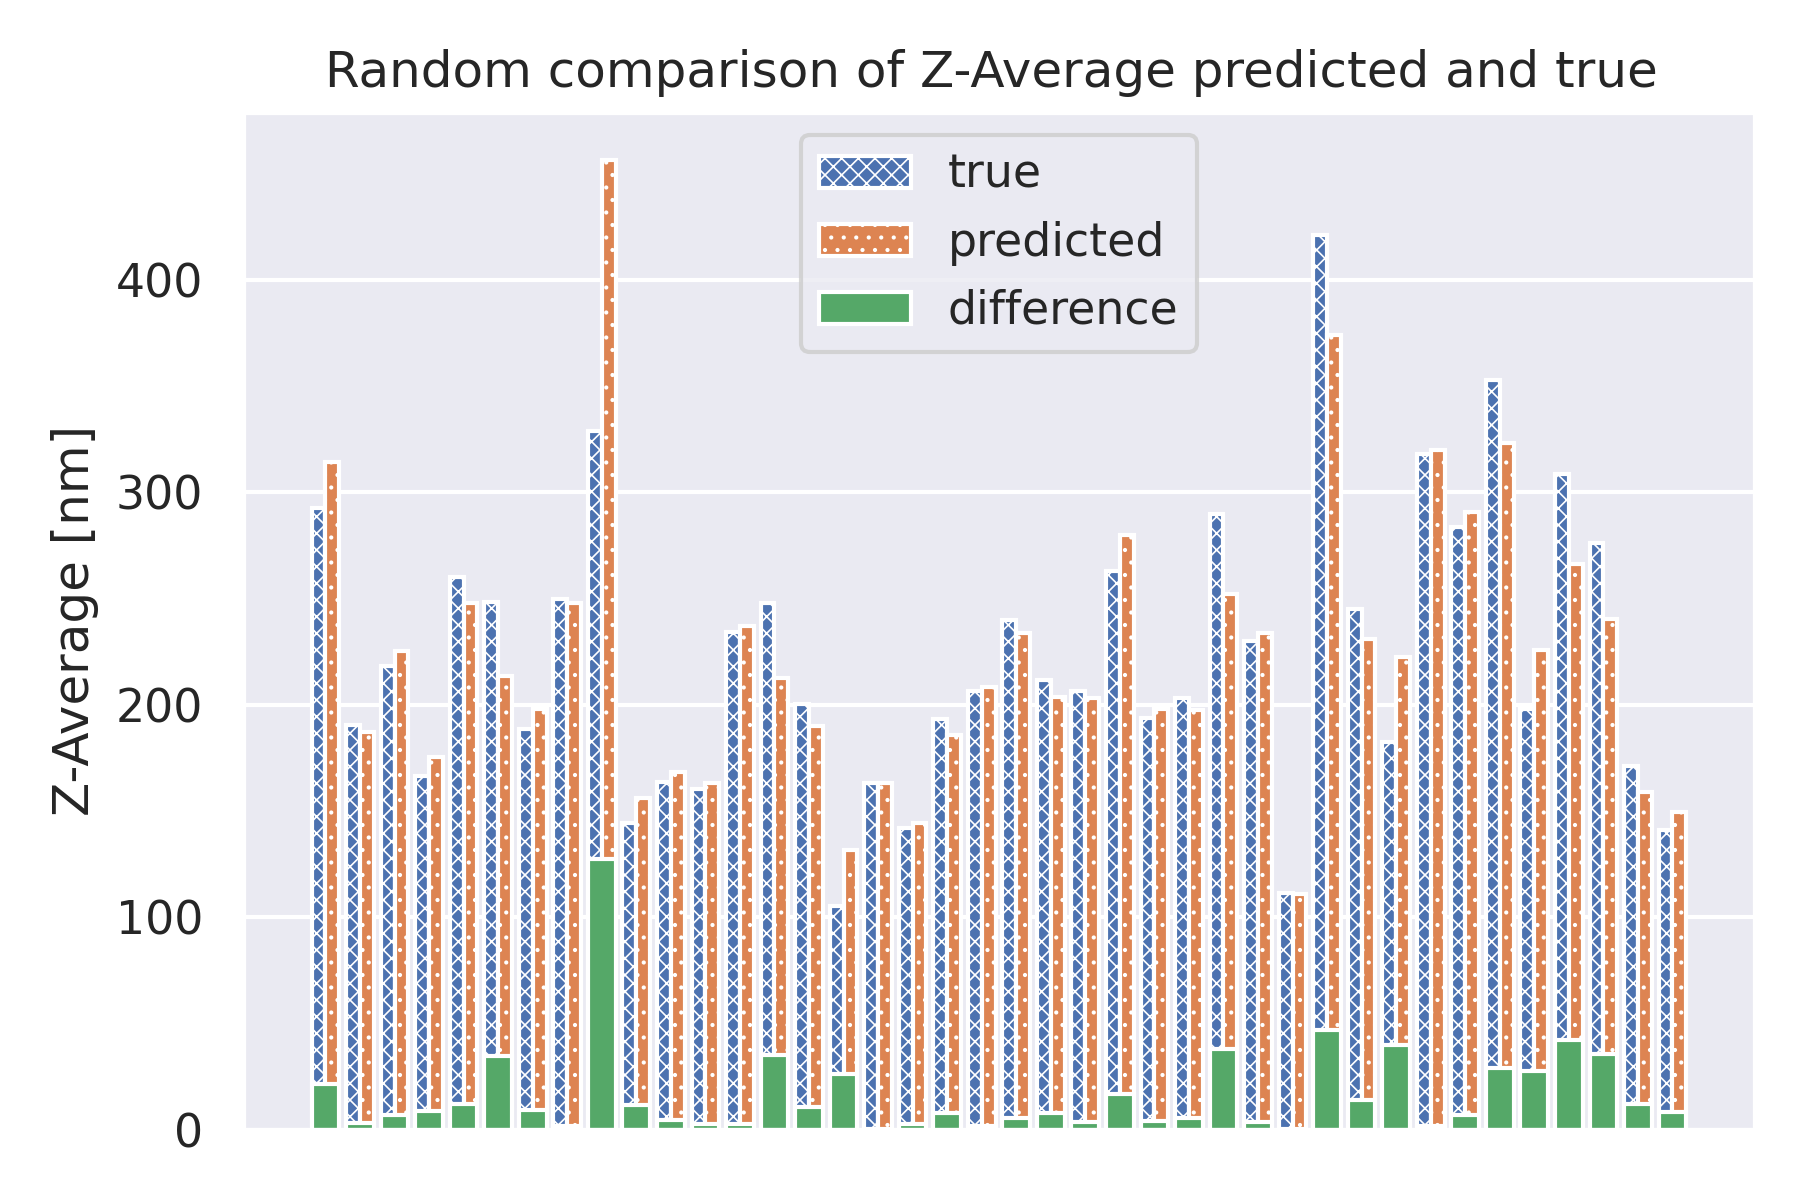 Random comparison of Z-Average predicted and true
true
predicted
difference
Z-Average [nm]
400
300
200
100
0